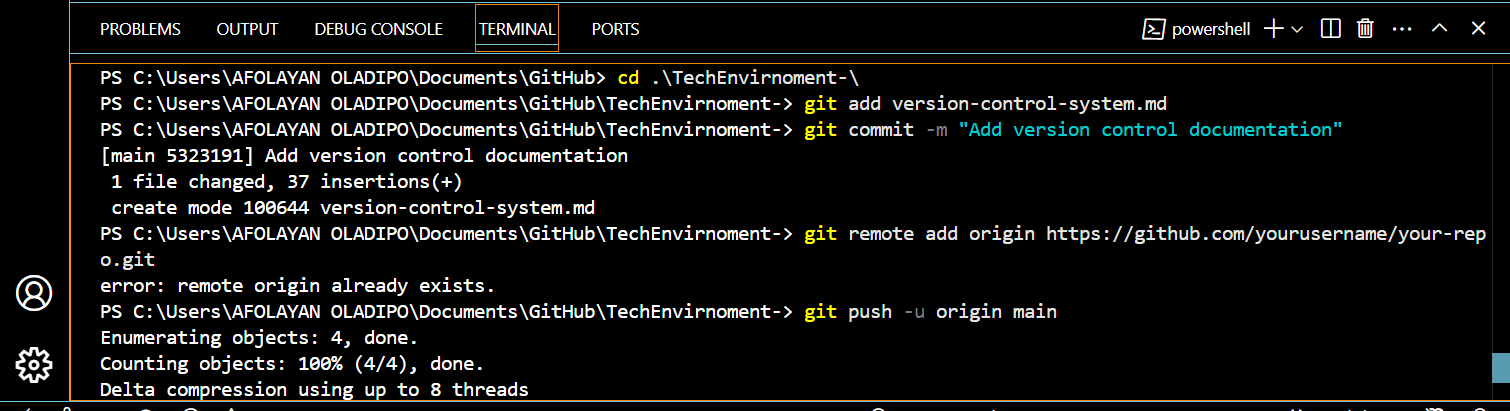 PROBLEMS OUTPUT DEBUG CONSOLE TERMINAL PORTS powershell
PS C:\Users\AFOLAYAN OLADIPO\Documents\GitHub> cd .\TechEnvirnoment-\
PS C:\Users\AFOLAYAN OLADIPO\Documents\GitHub\TechEnvirnoment-> git add version-control-system.md
PS C:\Users\AFOLAYAN OLADIPO\Documents\GitHub\TechEnvirnoment-> git commit -m "Add version control documentation"
[main 5323191] Add version control documentation
 1 file changed, 37 insertions(+)
 create mode 100644 version-control-system.md
PS C:\Users\AFOLAYAN OLADIPO\Documents\GitHub\TechEnvirnoment-> git remote add origin https://github.com/yourusername/your-rep
o.git
error: remote origin already exists.
PS C:\Users\AFOLAYAN OLADIPO\Documents\GitHub\TechEnvirnoment-> git push -u origin main
Enumerating objects: 4, done.
Counting objects: 100% (4/4), done.
Delta compression using up to 8 threads